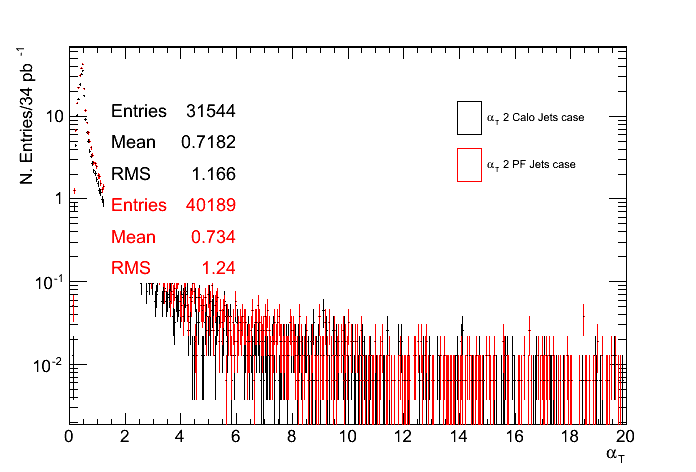 N. Entries/34 pb⁻¹
10
1
10⁻¹
10⁻²
Entries 31544
Mean 0.7182
RMS 1.166
Entries 40189
Mean 0.734
RMS 1.24
α_T 2 Calo Jets case
α_T 2 PF Jets case
0 2 4 6 8 10 12 14 16 18 20
α_T